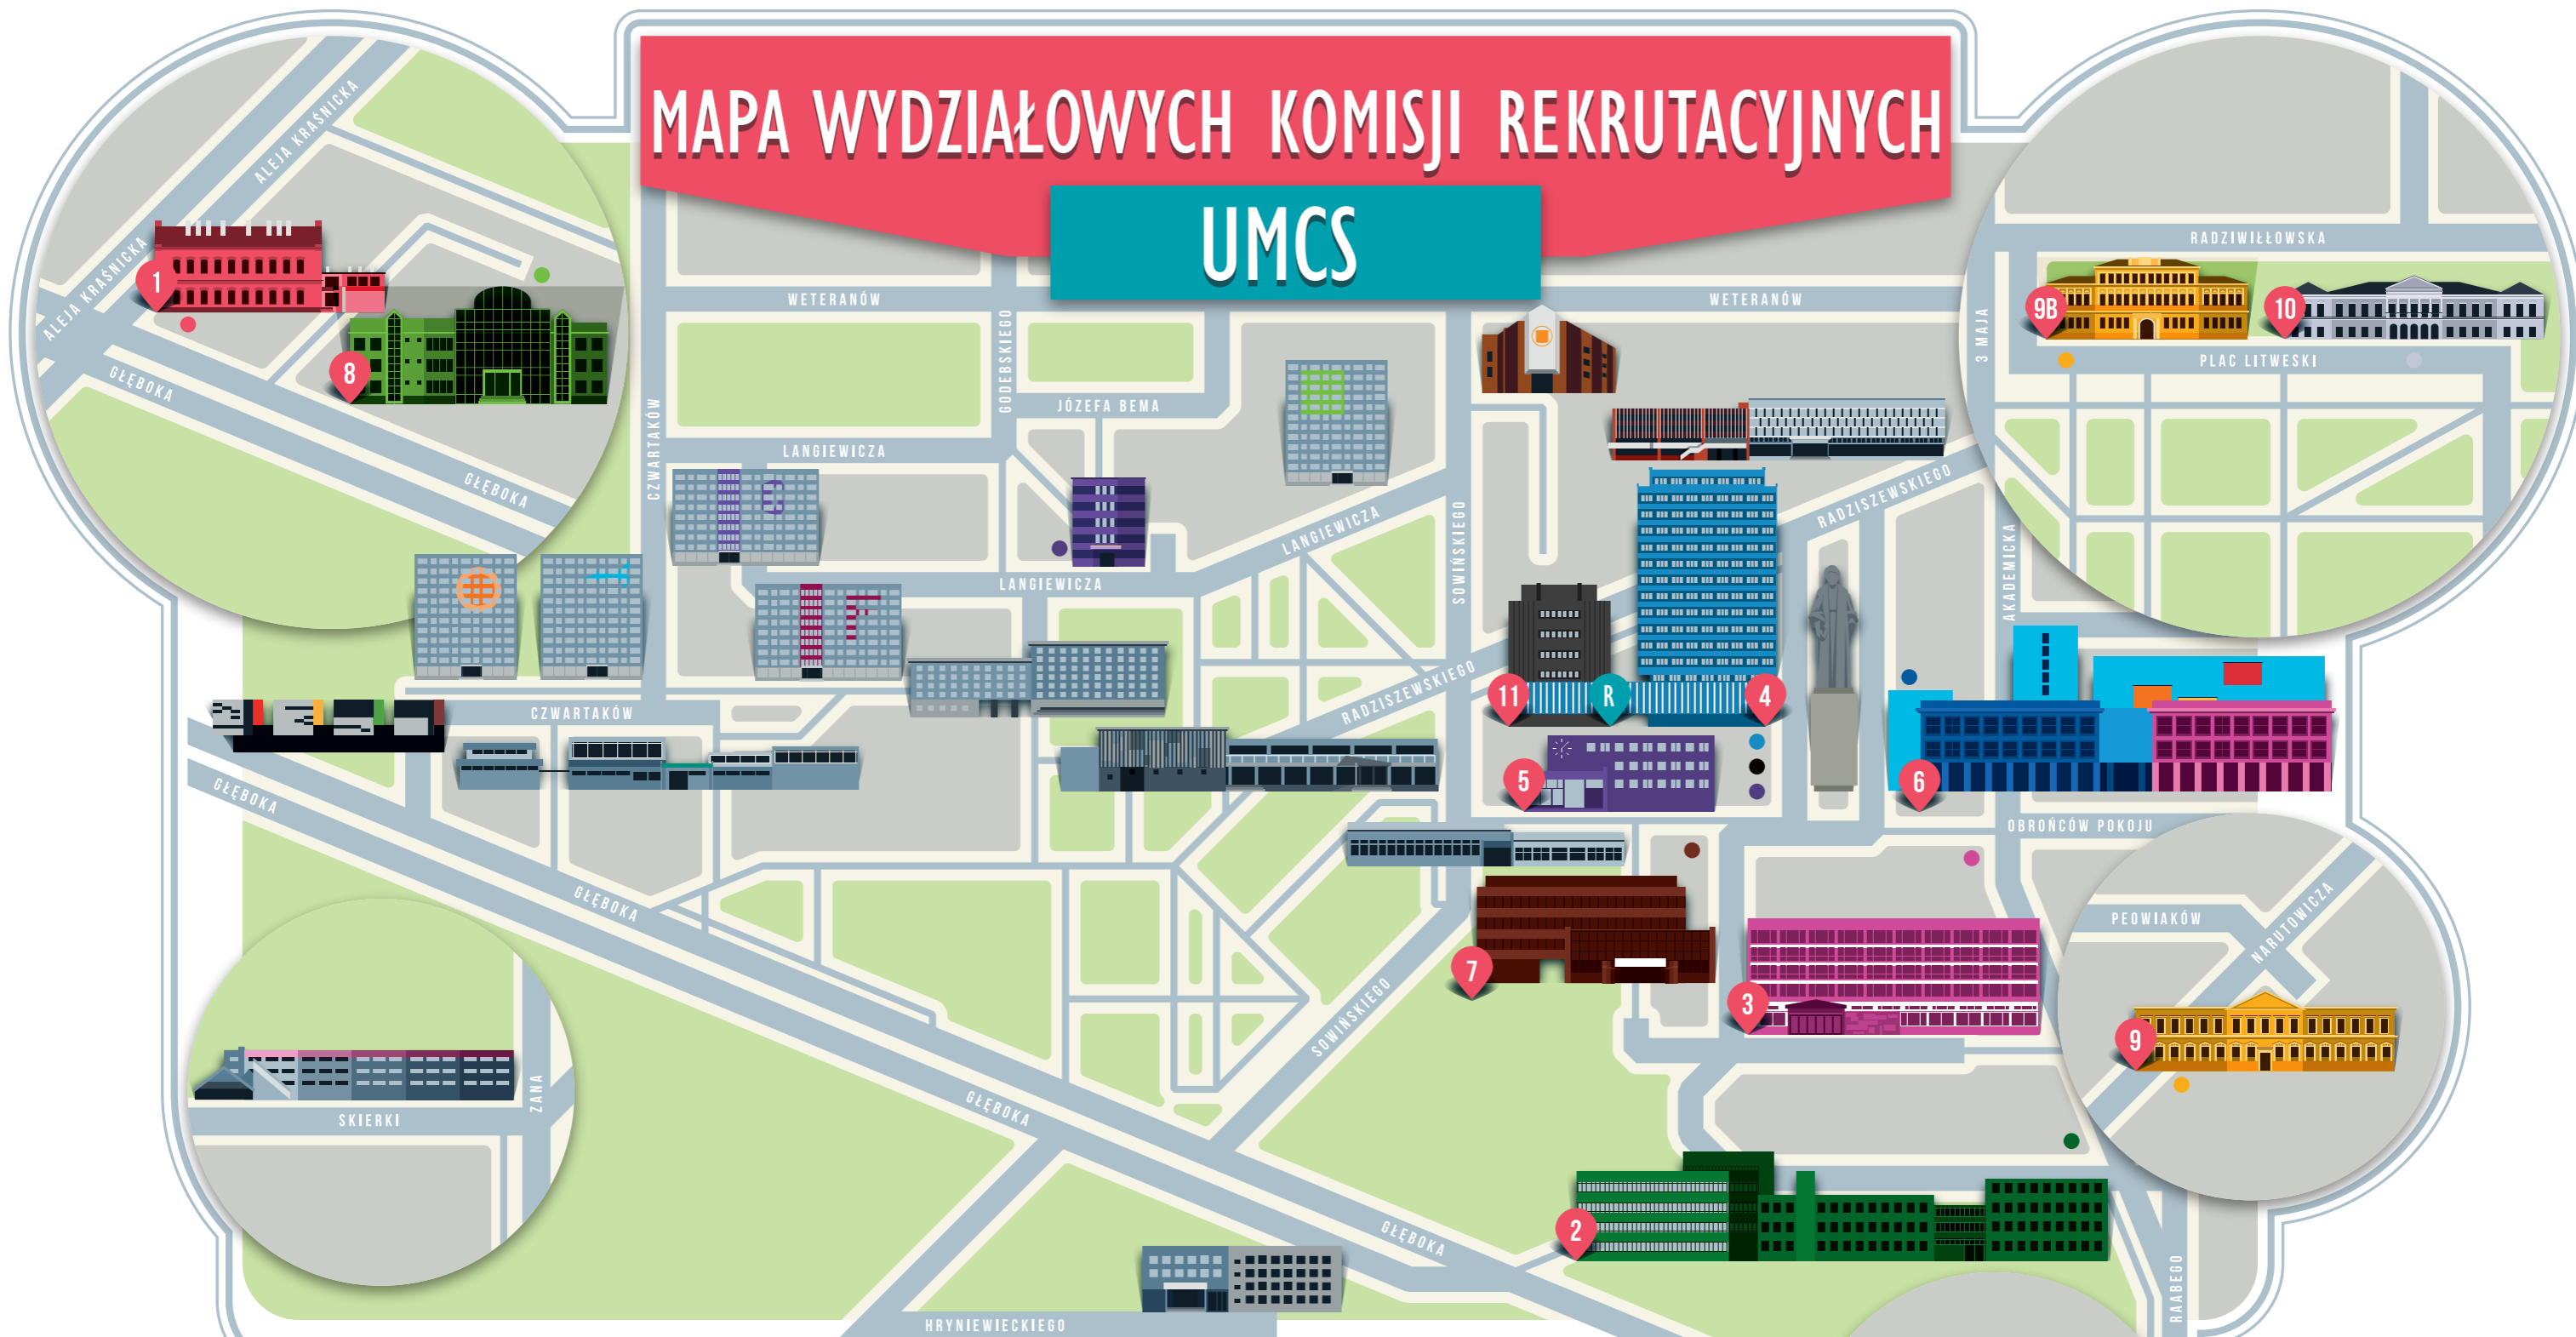 MAPA WYDZIAŁOWYCH KOMISJI REKRUTACYJNYCH
UMCS
ALEJA KRAŚNICKA
ALEJA KRAŚNICKA
1
8
GŁĘBOKA
GŁĘBOKA
WETERANÓW
WETERANÓW
GODEBSKIEGO
JÓZEFA BEMA
CZWARTAKÓW
LANGIEWICZA
LANGIEWICZA
LANGIEWICZA
SOWIŃSKIEGO
RADZISZEWSKIEGO
RADZISZEWSKIEGO
AKADEMICKA
3 MAJA
RADZIWIŁŁOWSKA
9B
10
PLAC LITWESKI
G
F
CZWARTAKÓW
11
R
4
5
6
OBROŃCÓW POKOJU
GŁĘBOKA
GŁĘBOKA
7
3
SOWIŃSKIEGO
PEOWIAKÓW
NARUTOWICZA
9
ZANA
SKIERKI
GŁĘBOKA
GŁĘBOKA
2
RAABEGO
HRYNIEWIECKIEGO